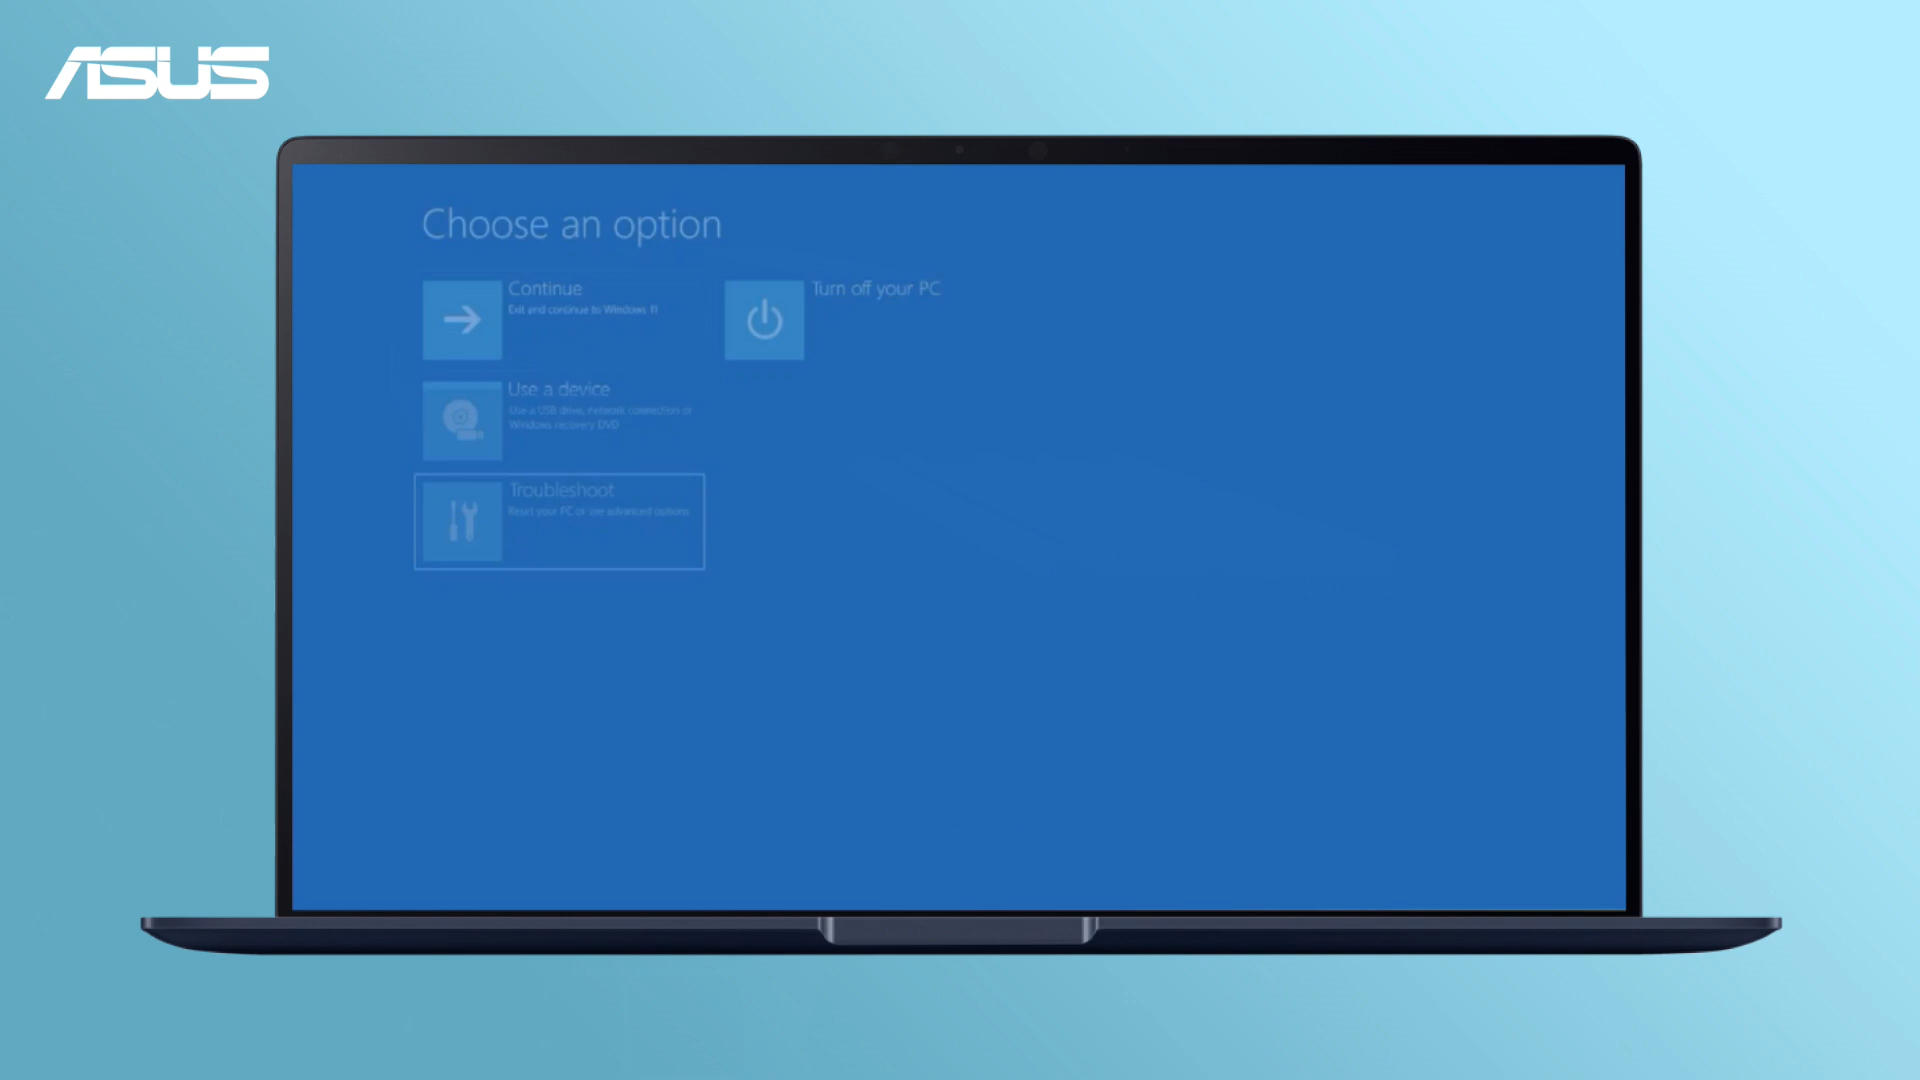 ASUS
Choose an option
Continue
Exit and continue to Windows 11
Turn off your PC
Use a device
Use a USB drive, network connection or
Windows recovery DVD
Troubleshoot
Reset your PC or see advanced options